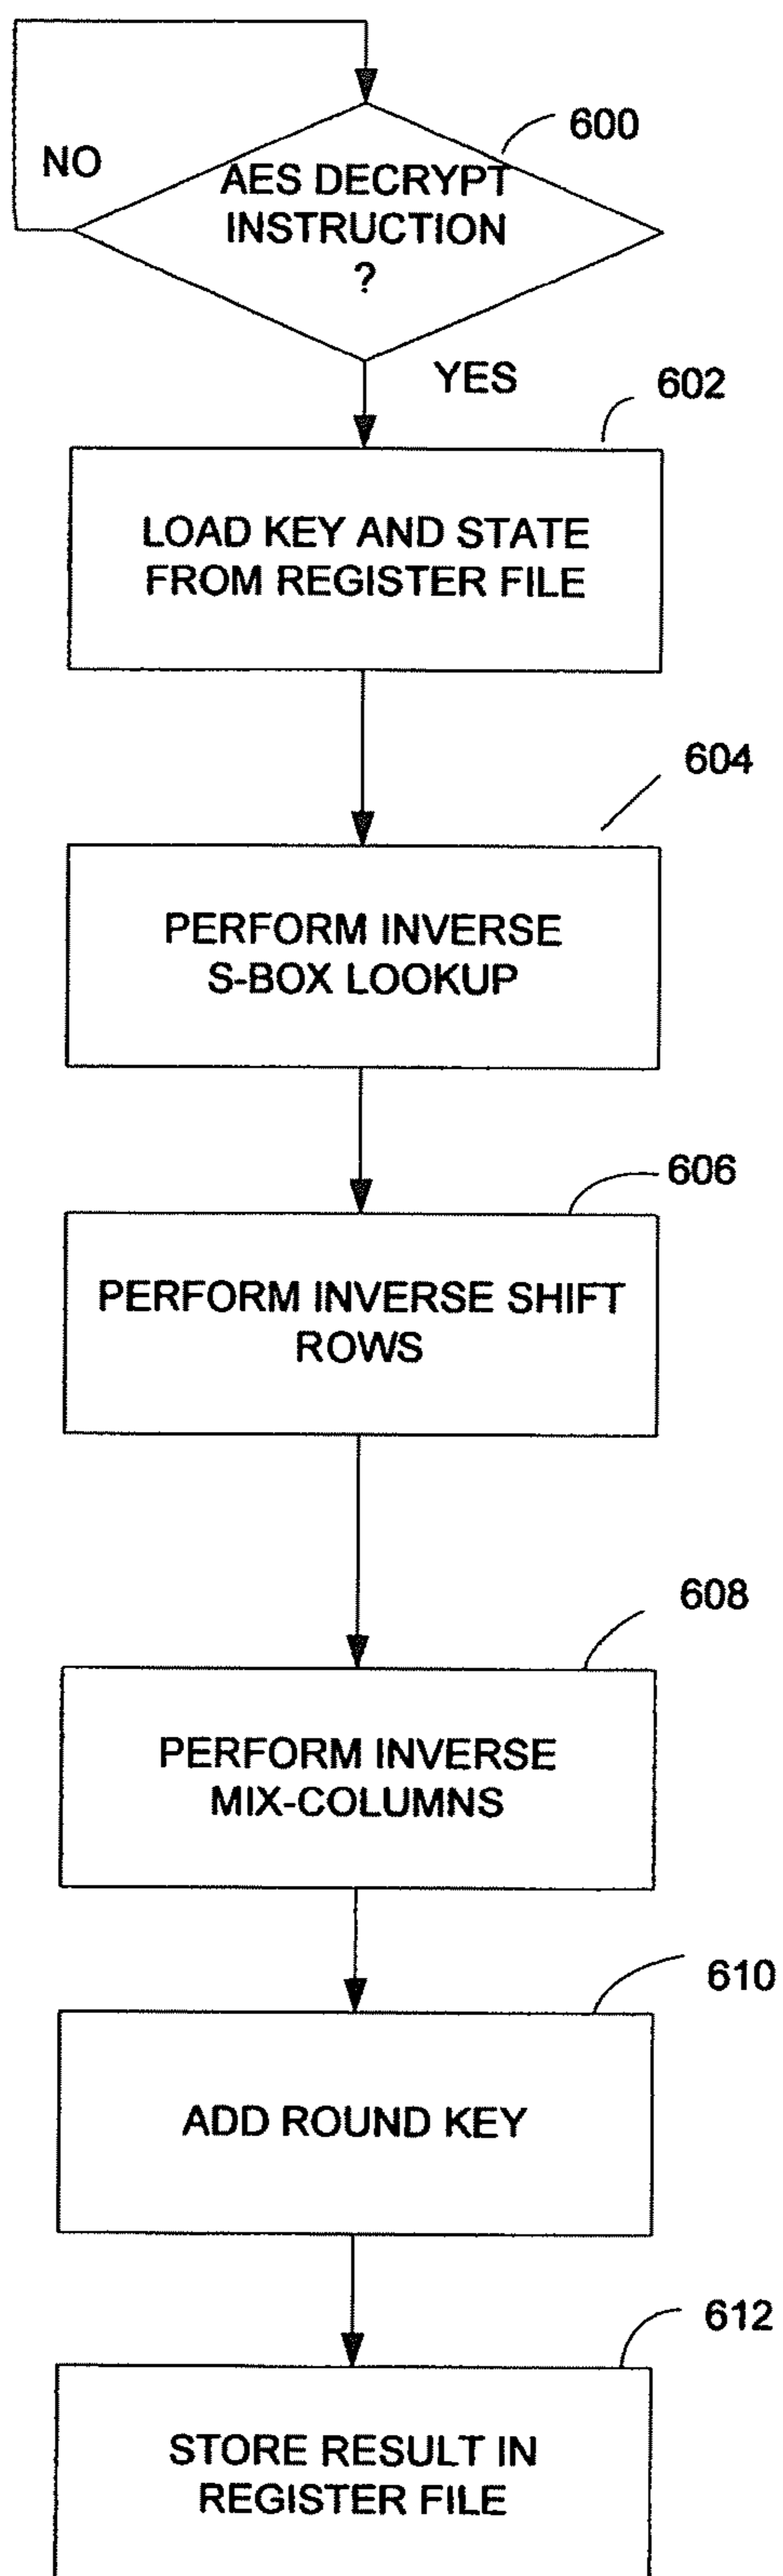 600
NO
AES DECRYPT
INSTRUCTION
?
YES
602
LOAD KEY AND STATE
FROM REGISTER FILE
604
PERFORM INVERSE
S-BOX LOOKUP
606
PERFORM INVERSE SHIFT
ROWS
608
PERFORM INVERSE
MIX-COLUMNS
610
ADD ROUND KEY
612
STORE RESULT IN
REGISTER FILE